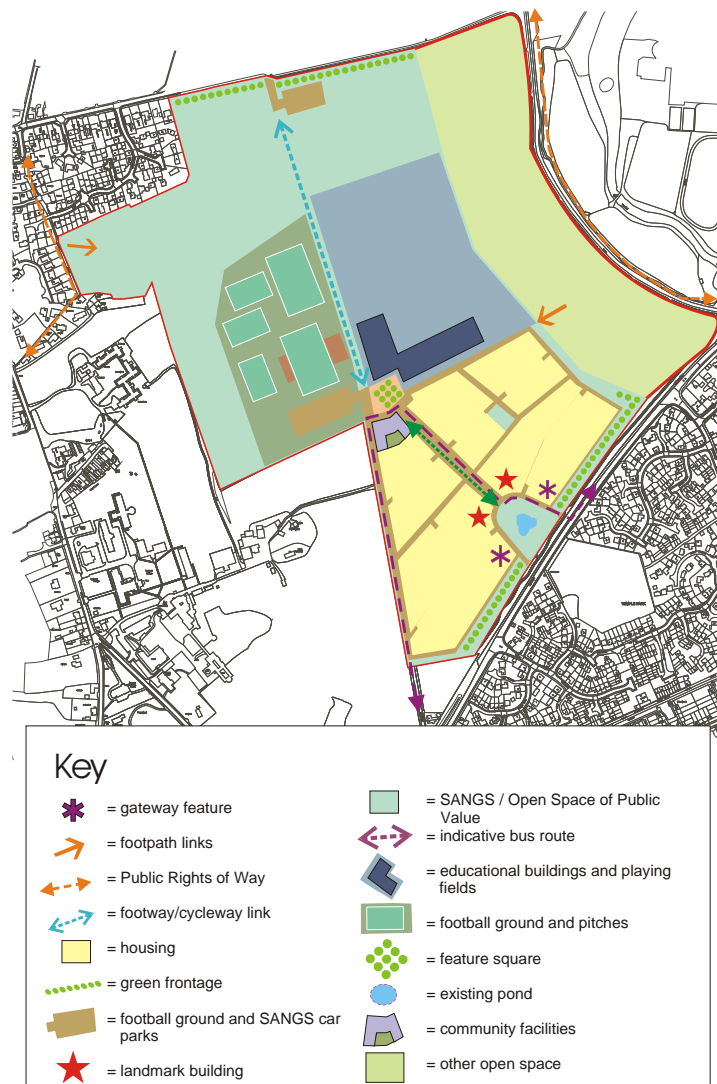 TEMPLE PARK
Key
= gateway feature
= footpath links
= Public Rights of Way
= footway/cycleway link
= housing
= green frontage
= football ground and SANGS car
parks
= landmark building
= SANGS / Open Space of Public
Value
= indicative bus route
= educational buildings and playing
fields
= football ground and pitches
= feature square
= existing pond
= community facilities
= other open space